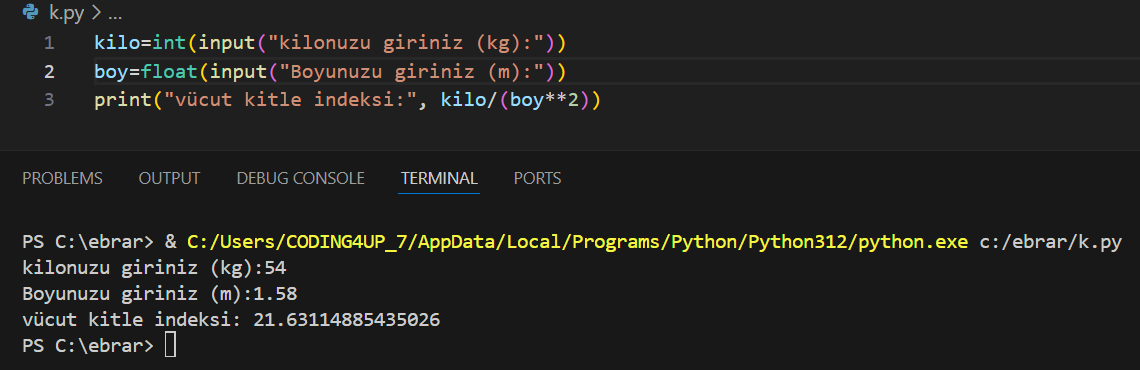 k.py > ...
1 kilo=int(input("kilonuzu giriniz (kg):"))
2 boy=float(input("Boyunuzu giriniz (m):"))
3 print("vücut kitle indeksi:", kilo/(boy**2))
PROBLEMS OUTPUT DEBUG CONSOLE TERMINAL PORTS
PS C:\ebrar> & C:/Users/CODING4UP_7/AppData/Local/Programs/Python/Python312/python.exe c:/ebrar/k.py
kilonuzu giriniz (kg):54
Boyunuzu giriniz (m):1.58
vücut kitle indeksi: 21.63114885435026
PS C:\ebrar>